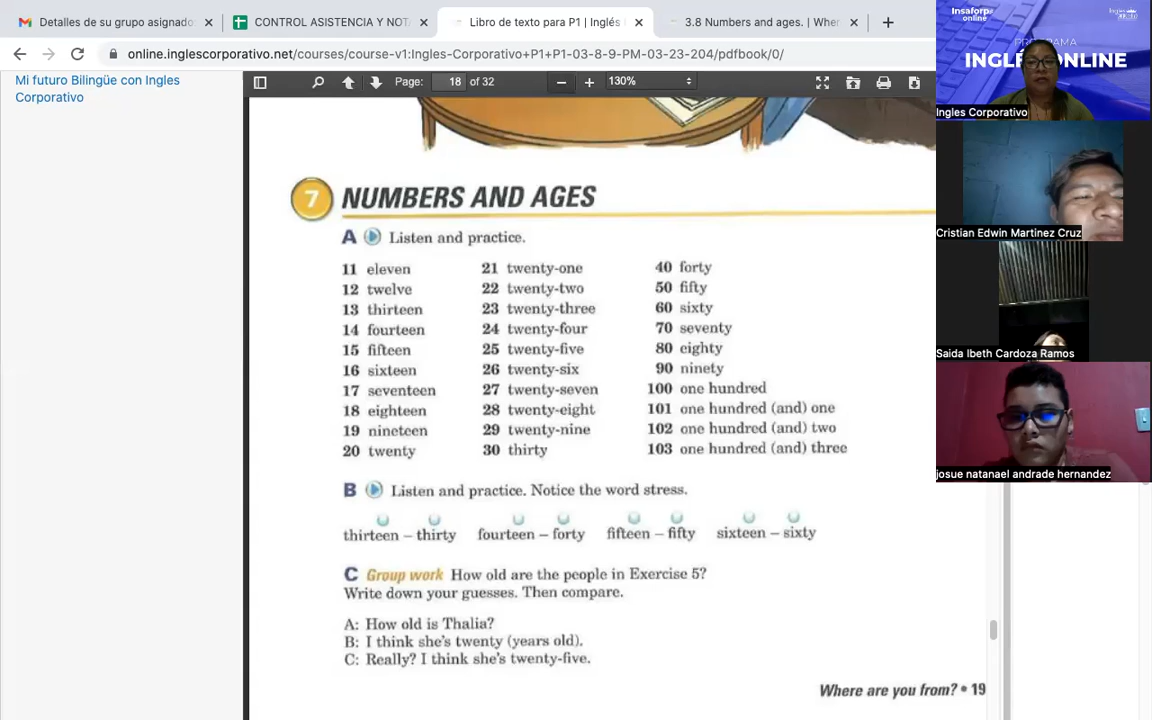 Detalles de su grupo asignado
CONTROL ASISTENCIA Y NOTA
Libro de texto para P1 | Inglés
3.8 Numbers and ages. | Wher
online.inglescorporativo.net/courses/course-v1:Ingles-Corporativo+P1+P1-03-8-9-PM-03-23-204/pdfbook/0/
Mi futuro Bilingüe con Ingles
Corporativo
Page: 18 of 32
130%
7 NUMBERS AND AGES
A Listen and practice.
11 eleven 21 twenty-one 40 forty
12 twelve 22 twenty-two 50 fifty
13 thirteen 23 twenty-three 60 sixty
14 fourteen 24 twenty-four 70 seventy
15 fifteen 25 twenty-five 80 eighty
16 sixteen 26 twenty-six 90 ninety
17 seventeen 27 twenty-seven 100 one hundred
18 eighteen 28 twenty-eight 101 one hundred (and) one
19 nineteen 29 twenty-nine 102 one hundred (and) two
20 twenty 30 thirty 103 one hundred (and) three
B Listen and practice. Notice the word stress.
thirteen – thirty fourteen – forty fifteen – fifty sixteen – sixty
C Group work How old are the people in Exercise 5?
Write down your guesses. Then compare.
A: How old is Thalia?
B: I think she's twenty (years old).
C: Really? I think she's twenty-five.
Where are you from? • 19
Insaforp
online
PROGRAMA
INGLÉS ONLINE
Ingles Corporativo
Cristian Edwin Martinez Cruz
Saida Ibeth Cardoza Ramos
josue natanael andrade hernandez